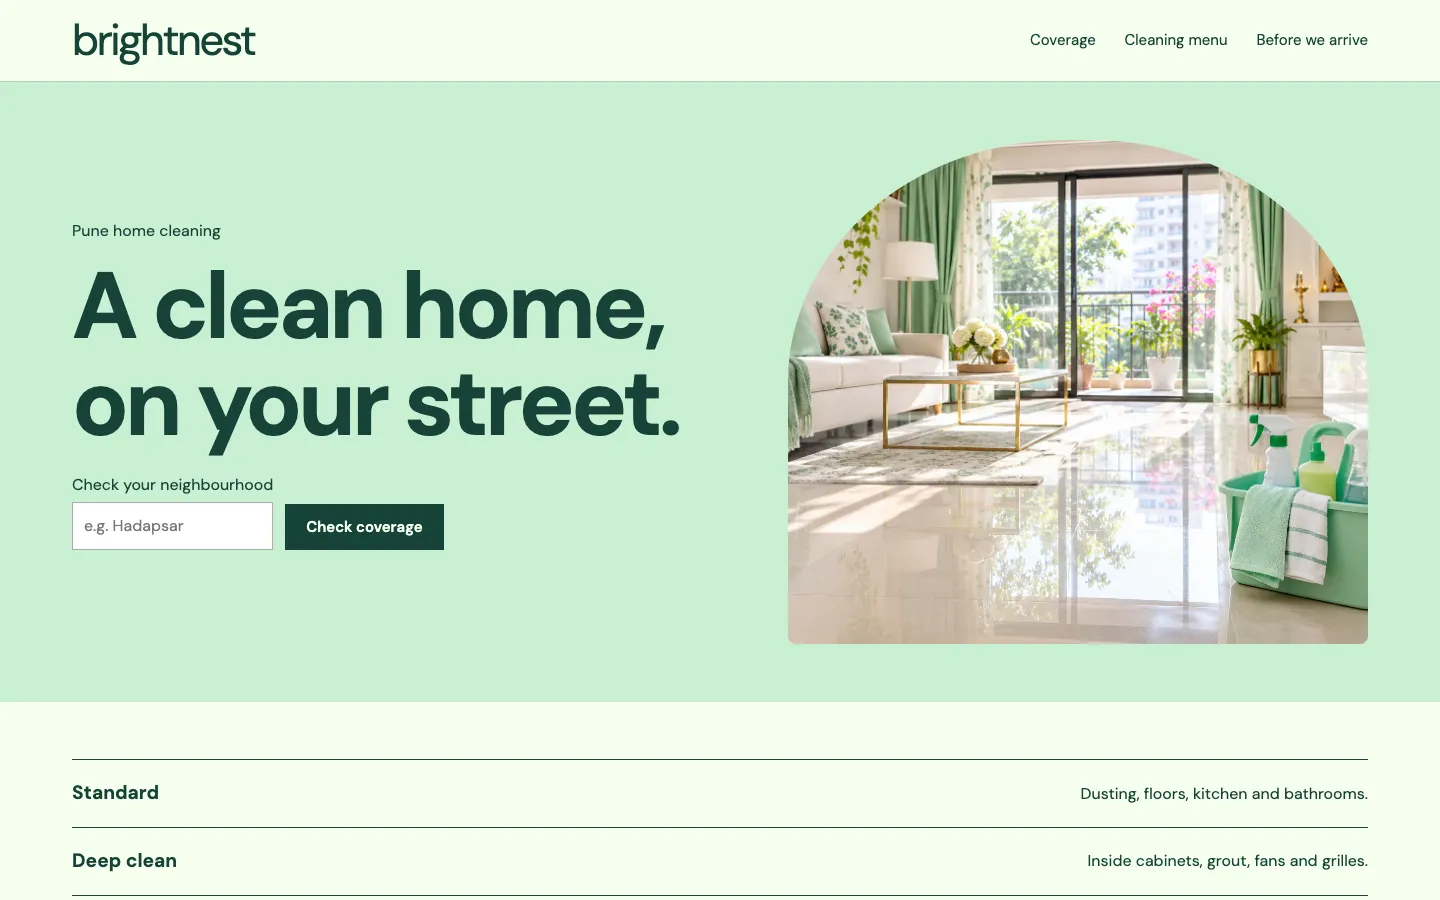 brightnest
Coverage
Cleaning menu
Before we arrive
Pune home cleaning
A clean home,
on your street.
Check your neighbourhood
e.g. Hadapsar
Check coverage
Standard
Dusting, floors, kitchen and bathrooms.
Deep clean
Inside cabinets, grout, fans and grilles.